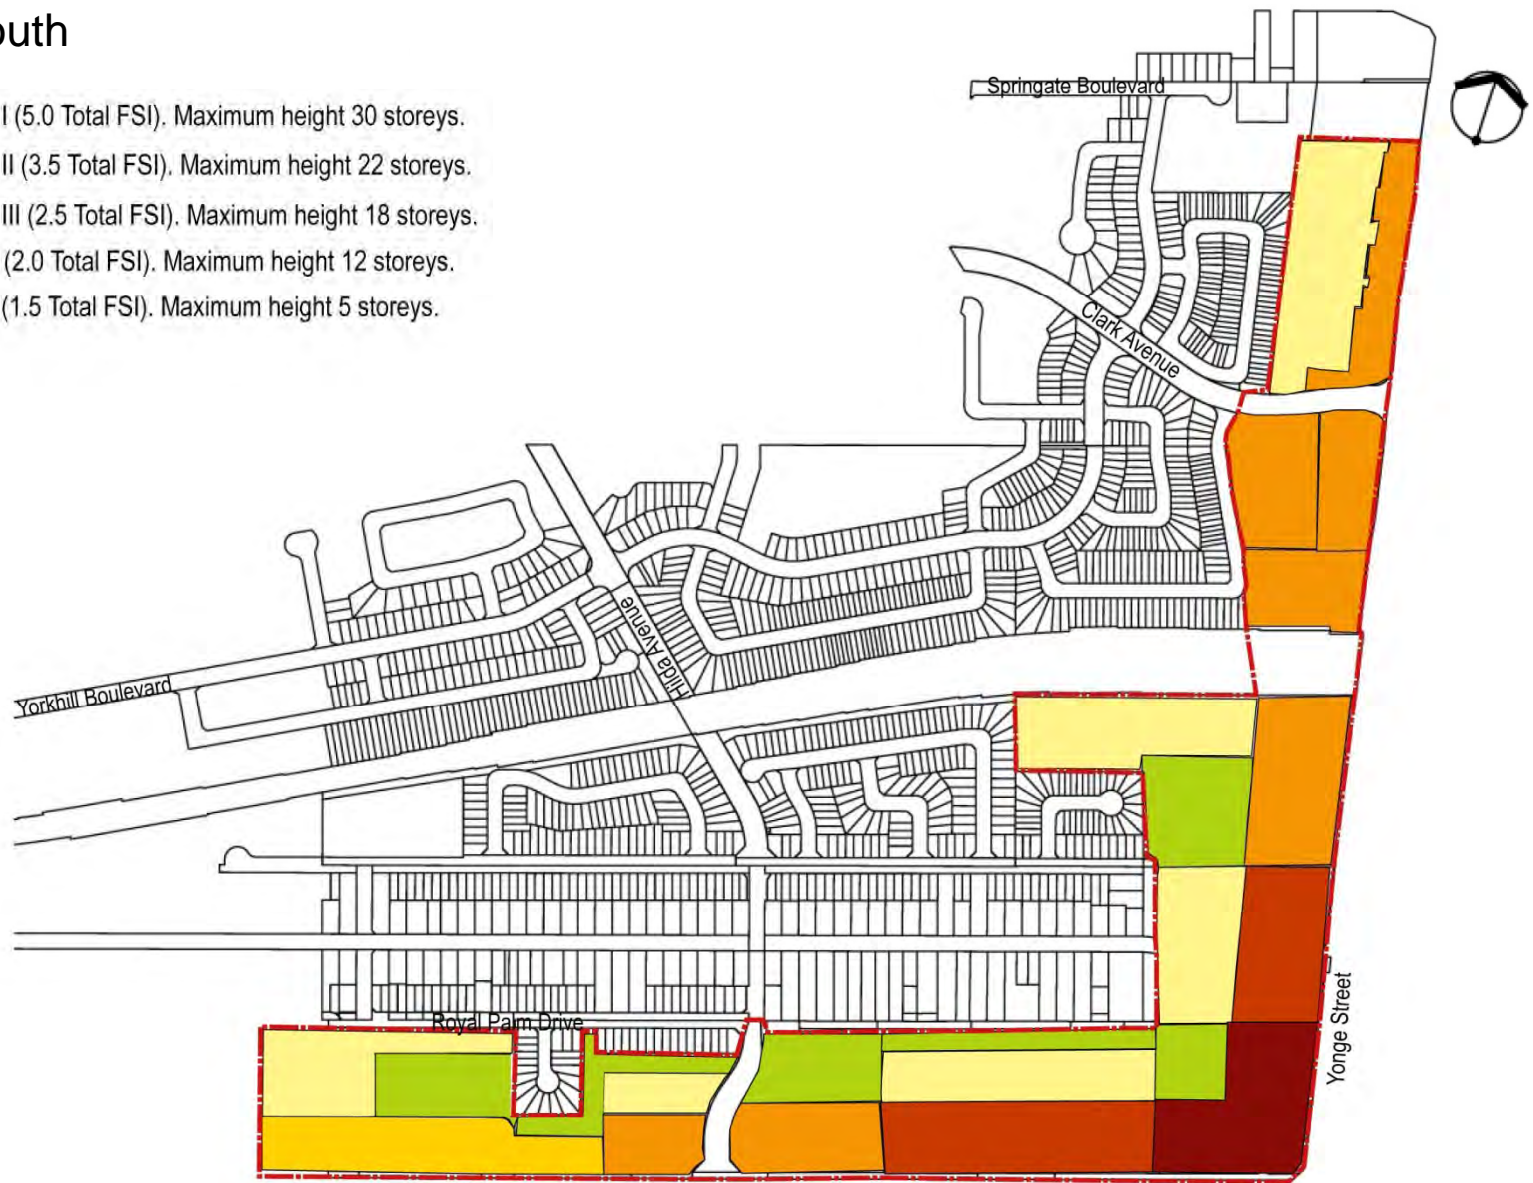 outh
I (5.0 Total FSI). Maximum height 30 storeys.
II (3.5 Total FSI). Maximum height 22 storeys.
III (2.5 Total FSI). Maximum height 18 storeys.
(2.0 Total FSI). Maximum height 12 storeys.
(1.5 Total FSI). Maximum height 5 storeys.
Springate Boulevard
Clark Avenue
Hilda Avenue
Yorkhill Boulevard
Royal Palm Drive
Yonge Street